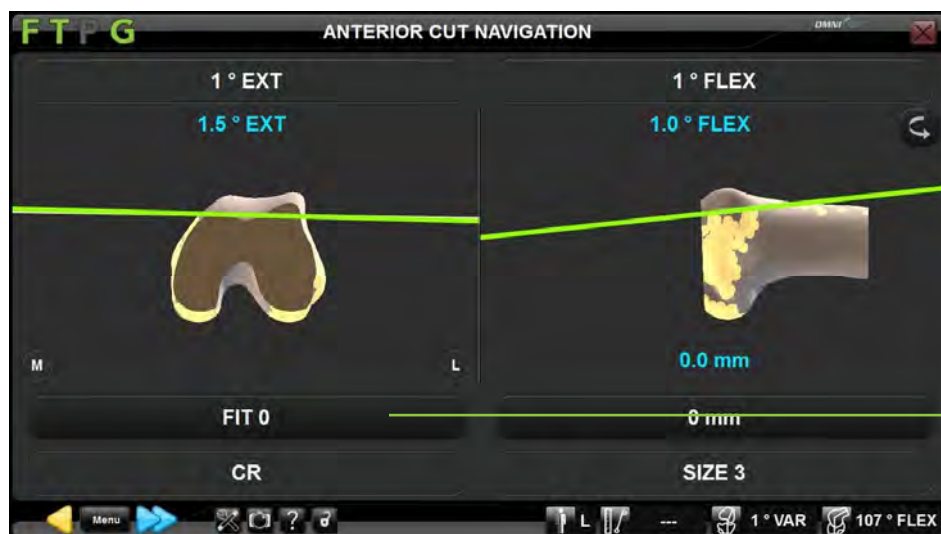 FTPG ANTERIOR CUT NAVIGATION OMNI
1 ° EXT 1 ° FLEX
1.5 ° EXT 1.0 ° FLEX
M L 0.0 mm
FIT 0 0 mm
CR SIZE 3
Menu ? L --- 1 ° VAR 107 ° FLEX